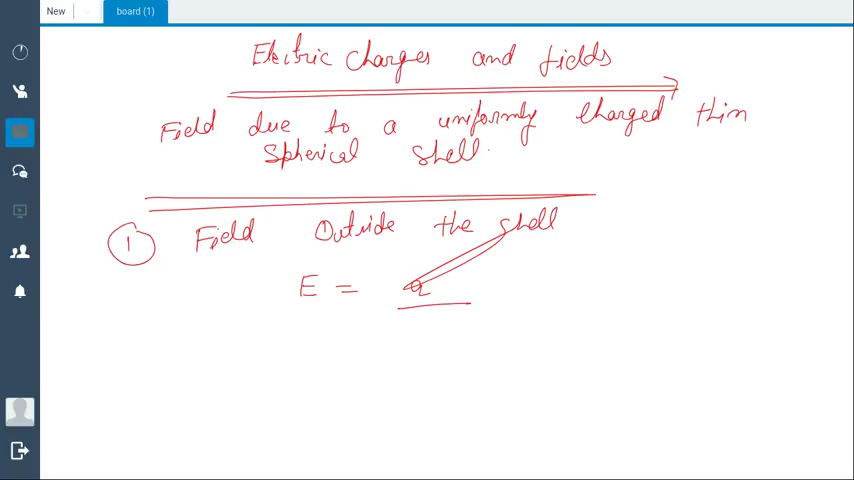 New
board (1)
Electric charges and fields
Field due to a uniformly charged thin
spherical shell.
1 Field Outside the shell
E = q